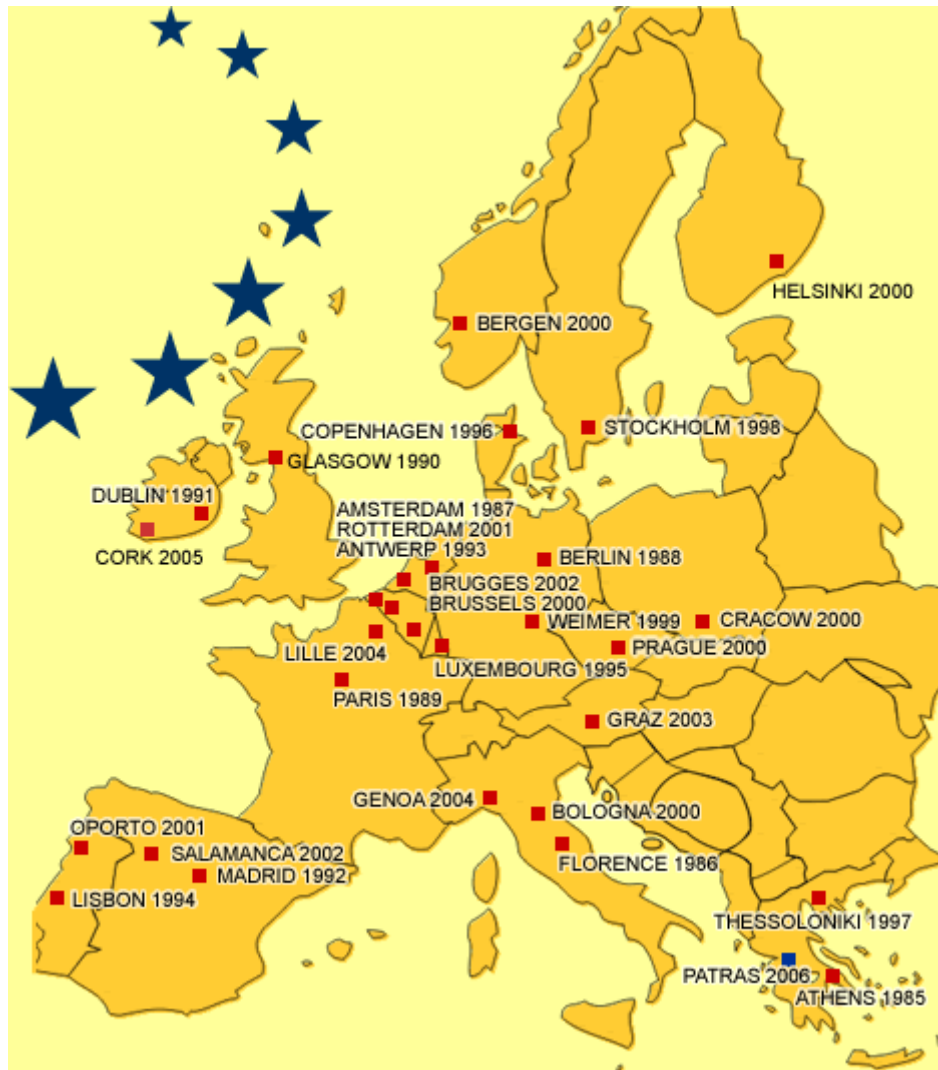 HELSINKI 2000
BERGEN 2000
COPENHAGEN 1996
STOCKHOLM 1998
GLASGOW 1990
DUBLIN 1991
AMSTERDAM 1987
ROTTERDAM 2001
ANTWERP 1993
CORK 2005
BERLIN 1988
BRUGGES 2002
BRUSSELS 2000
WEIMER 1999
CRACOW 2000
LILLE 2004
PRAGUE 2000
LUXEMBOURG 1995
PARIS 1989
GRAZ 2003
GENOA 2004
BOLOGNA 2000
OPORTO 2001
SALAMANCA 2002
FLORENCE 1986
MADRID 1992
LISBON 1994
THESSOLONIKI 1997
PATRAS 2006
ATHENS 1985